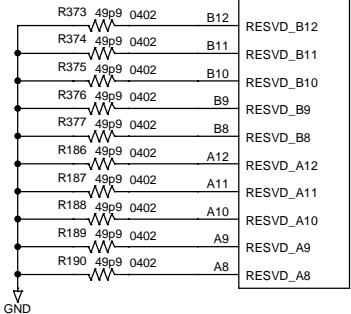 R373 49p9 0402 B12 RESVD_B12
R374 49p9 0402 B11 RESVD_B11
R375 49p9 0402 B10 RESVD_B10
R376 49p9 0402 B9 RESVD_B9
R377 49p9 0402 B8 RESVD_B8
R186 49p9 0402 A12 RESVD_A12
R187 49p9 0402 A11 RESVD_A11
R188 49p9 0402 A10 RESVD_A10
R189 49p9 0402 A9 RESVD_A9
R190 49p9 0402 A8 RESVD_A8
GND